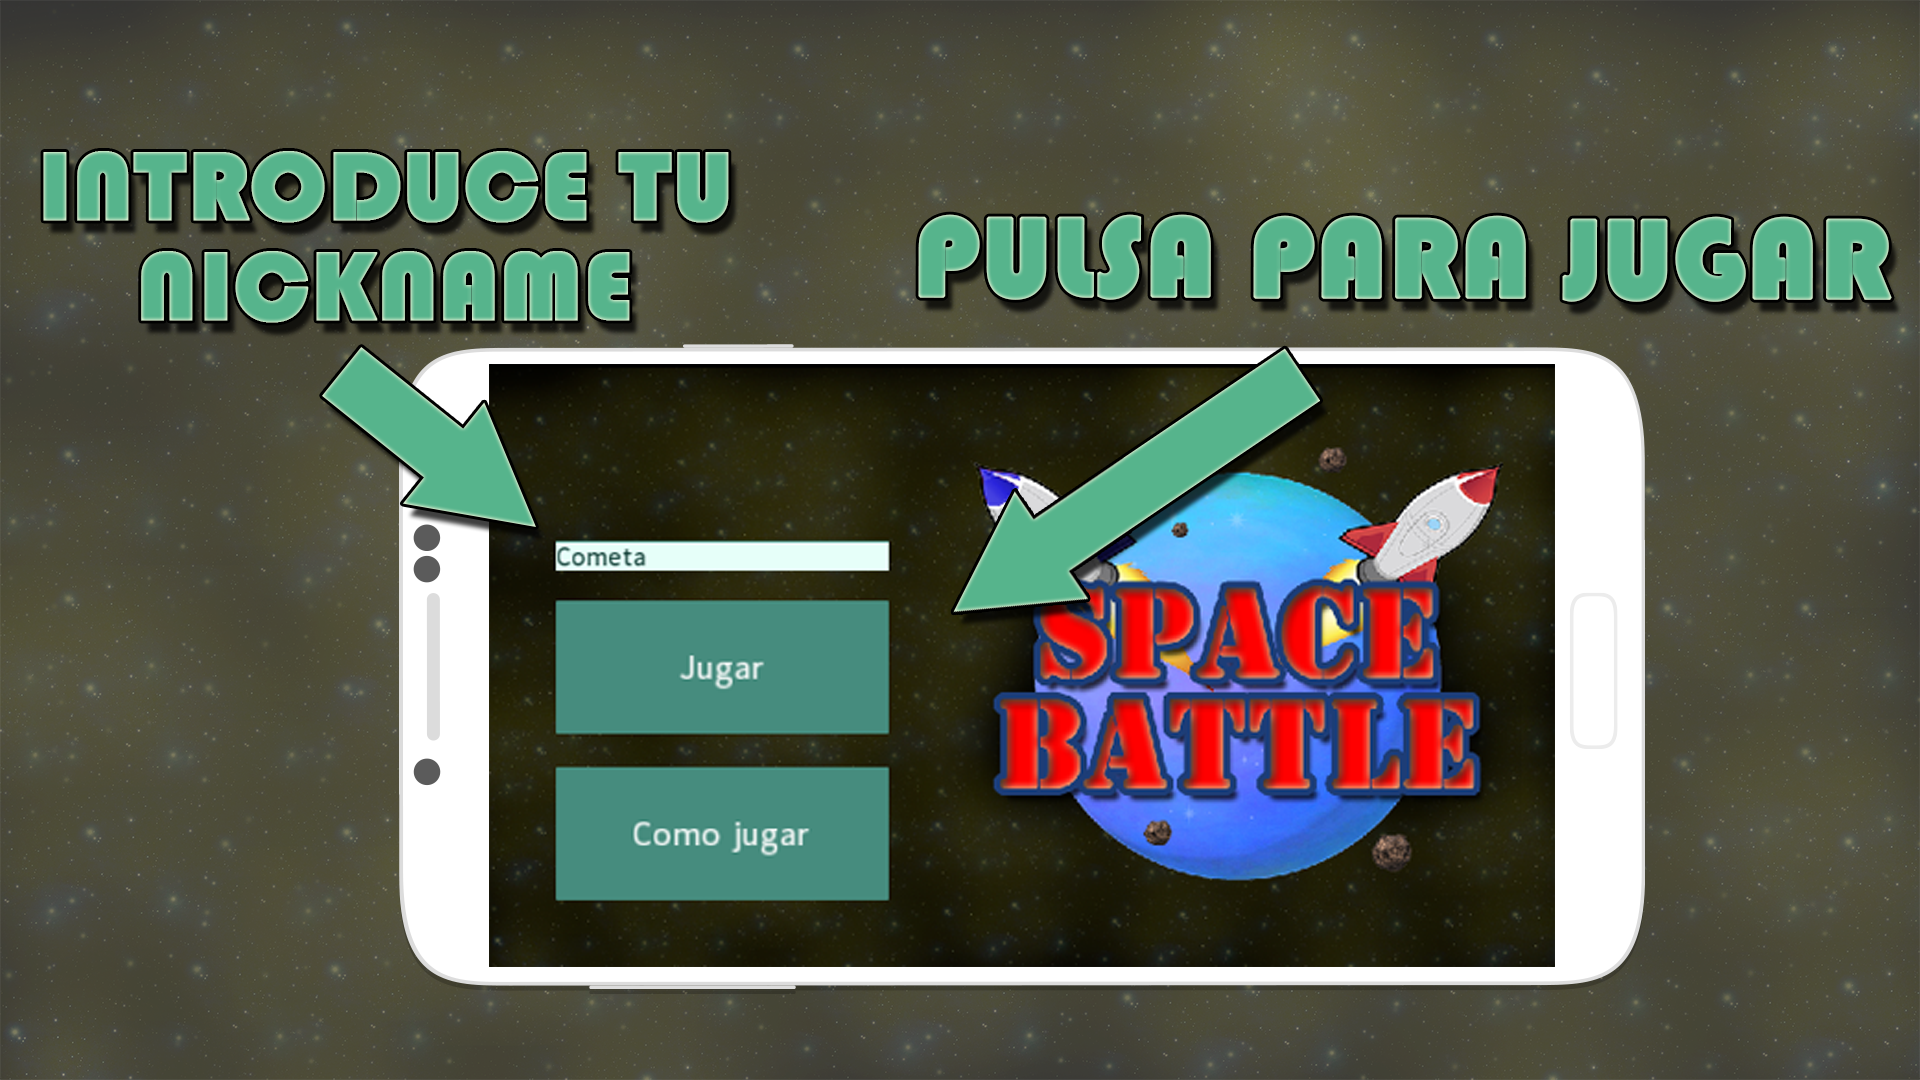 INTRODUCE TU
NICKNAME
PULSA PARA JUGAR
Cometa
Jugar
Como jugar
SPACE
BATTLE